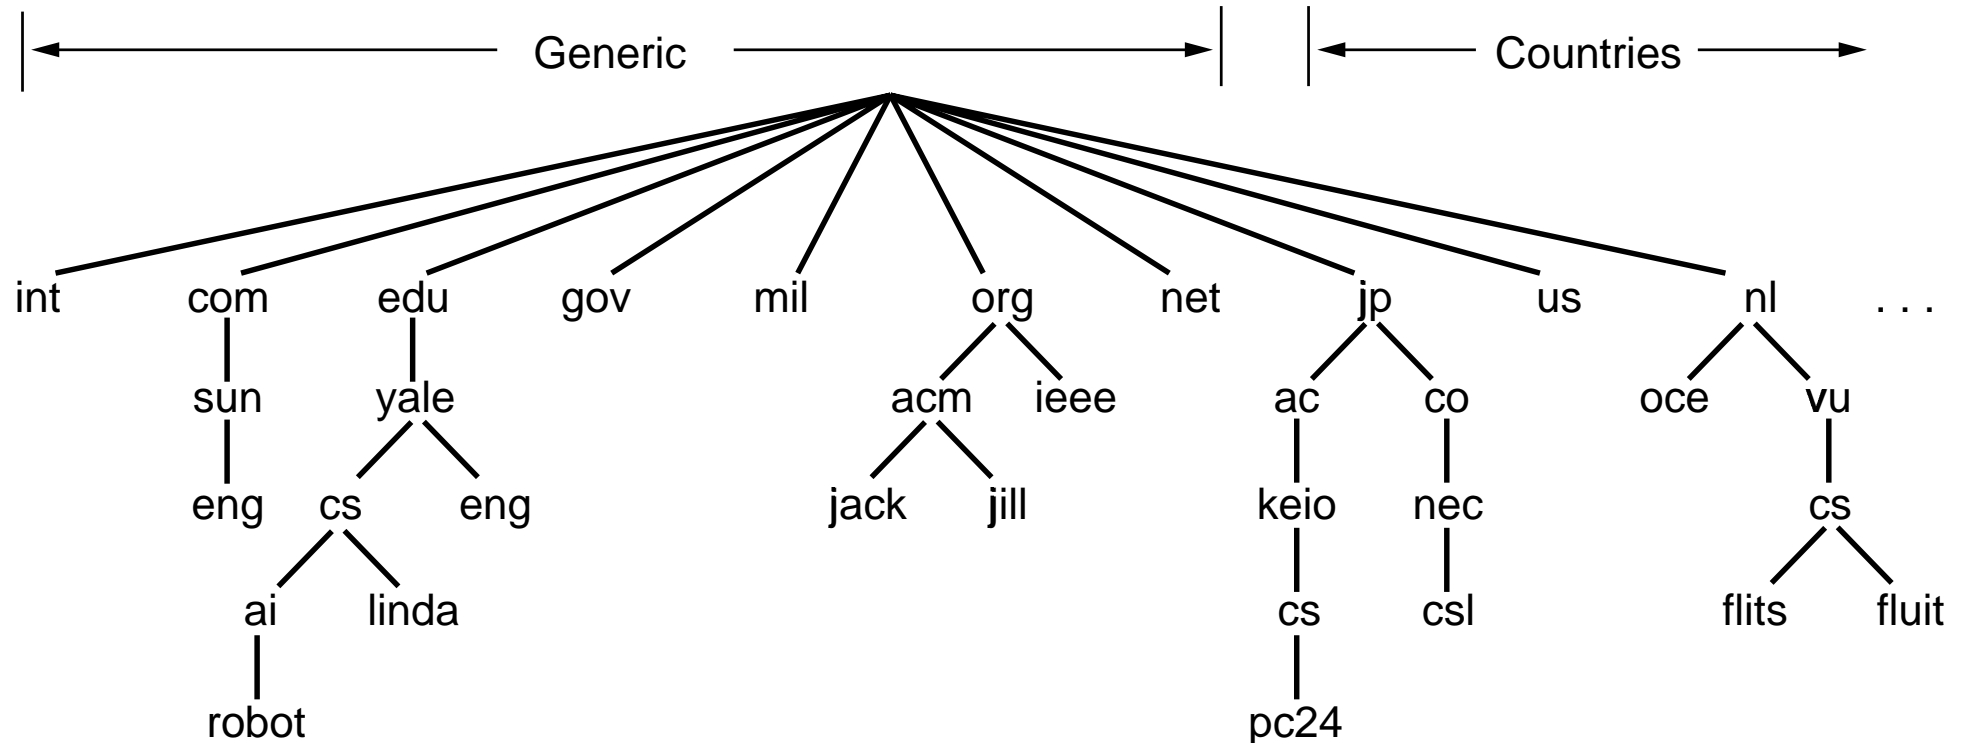 Generic Countries
int com edu gov mil org net jp us nl . . .
sun yale acm ieee ac co oce vu
eng cs eng jack jill keio nec cs
ai linda cs csl flits fluit
robot pc24